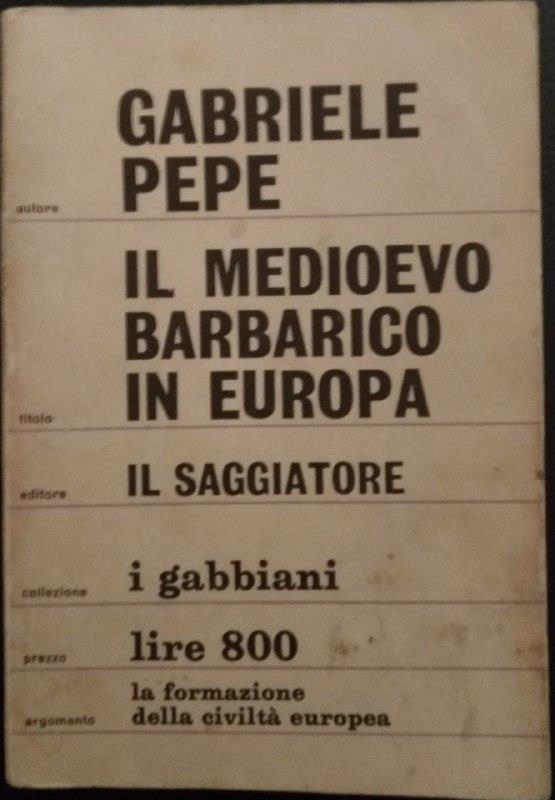 GABRIELE
autore PEPE
IL MEDIOEVO
BARBARICO
titolo IN EUROPA
editore IL SAGGIATORE
collezione i gabbiani
prezzo lire 800
la formazione
argomento della civiltà europea